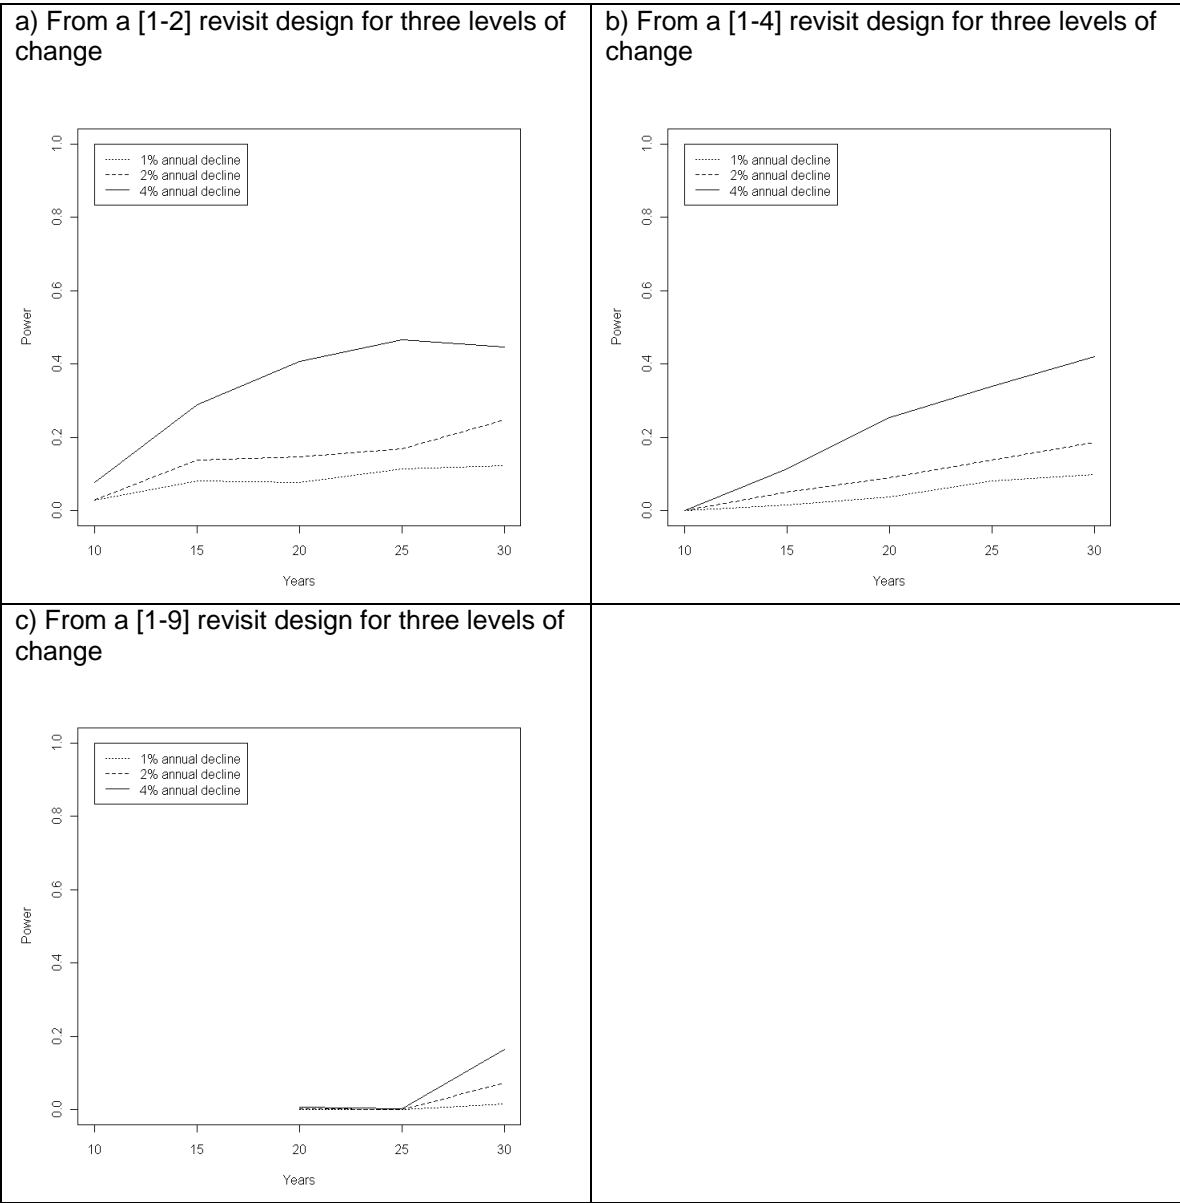 a) From a [1-2] revisit design for three levels of
change
1.0
0.8
0.6
0.4
0.2
0.0
Power
1% annual decline
2% annual decline
4% annual decline
10 15 20 25 30
Years
b) From a [1-4] revisit design for three levels of
change
1.0
0.8
0.6
0.4
0.2
0.0
Power
1% annual decline
2% annual decline
4% annual decline
10 15 20 25 30
Years
c) From a [1-9] revisit design for three levels of
change
1.0
0.8
0.6
0.4
0.2
0.0
Power
1% annual decline
2% annual decline
4% annual decline
10 15 20 25 30
Years